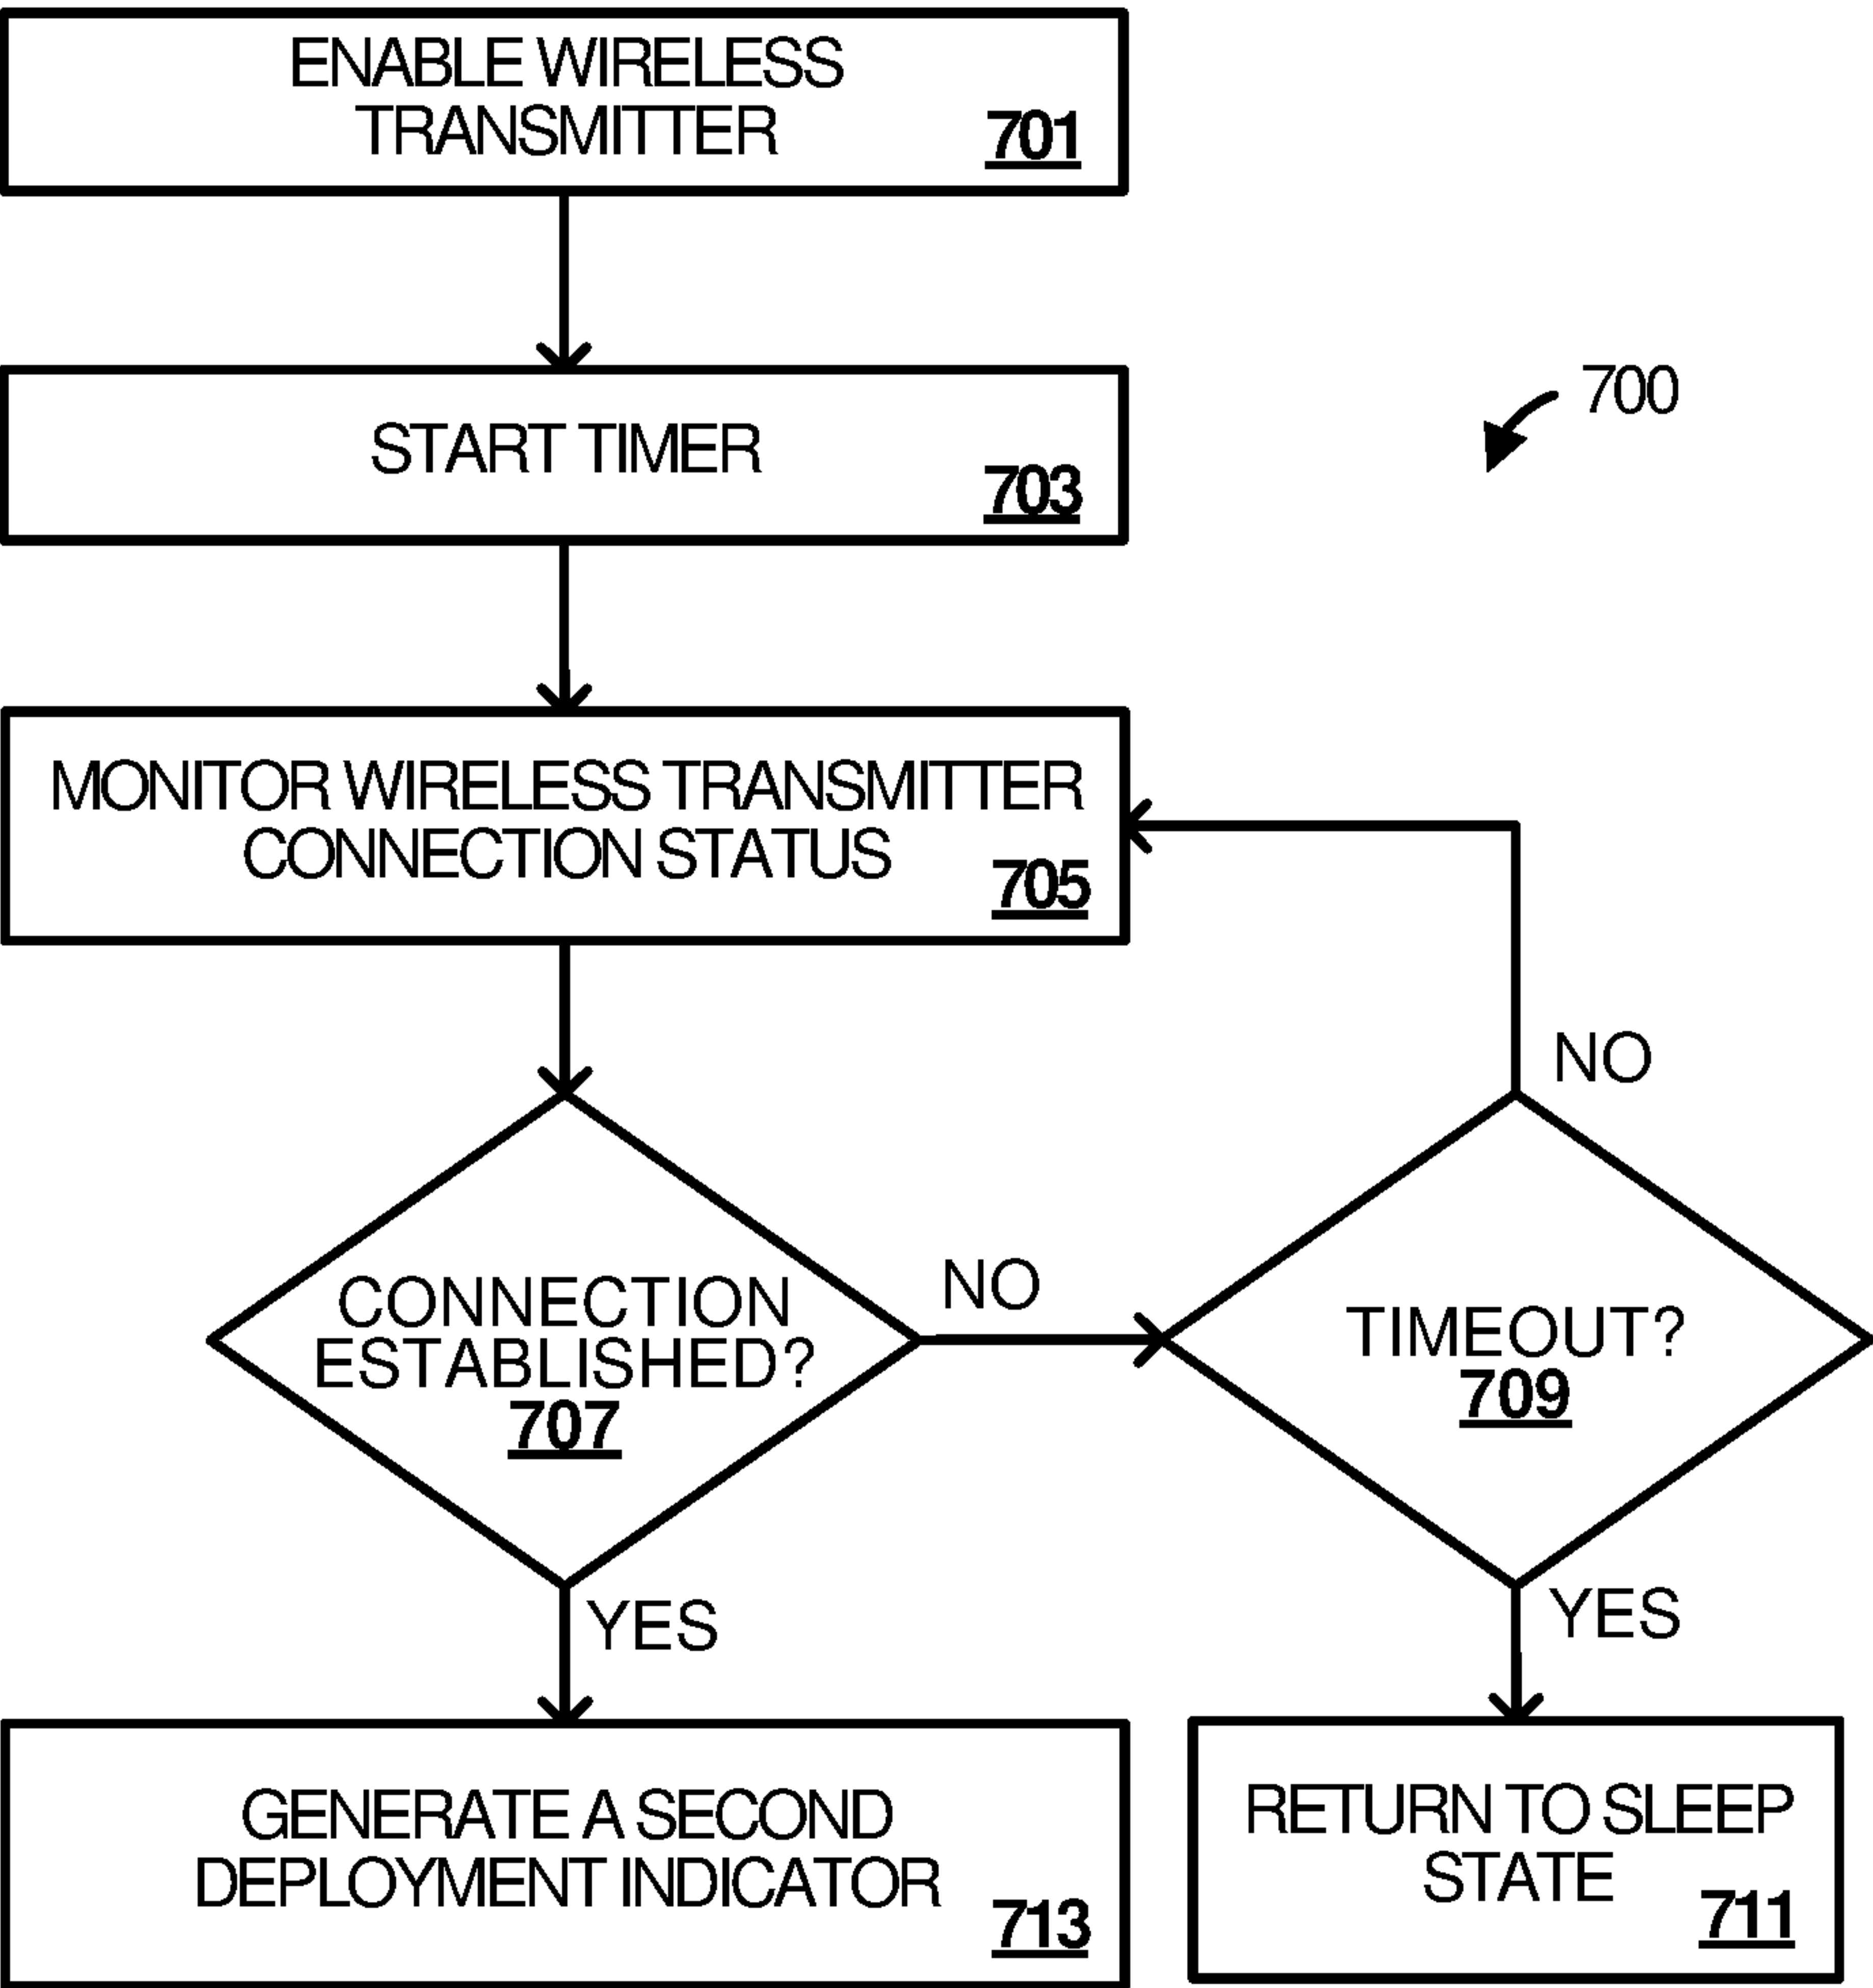 ENABLE WIRELESS
TRANSMITTER
701
START TIMER
703
700
MONITOR WIRELESS TRANSMITTER
CONNECTION STATUS
705
NO
CONNECTION
ESTABLISHED?
707
NO
TIMEOUT?
709
YES
YES
GENERATE A SECOND
DEPLOYMENT INDICATOR
713
RETURN TO SLEEP
STATE
711